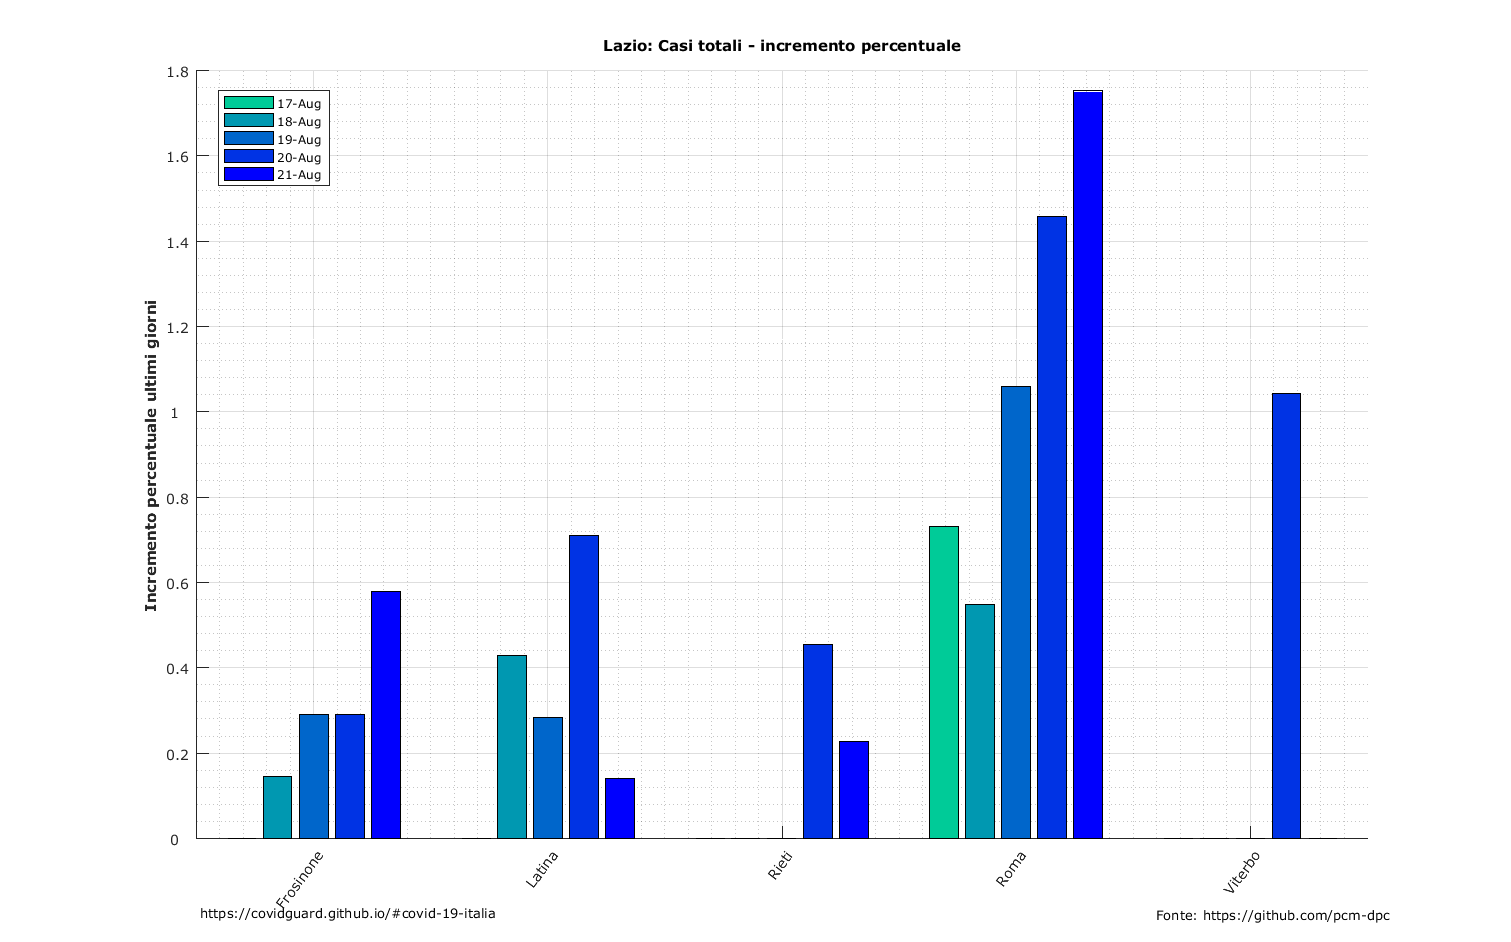 Lazio: Casi totali - incremento percentuale
17-Aug
18-Aug
19-Aug
20-Aug
21-Aug
Incremento percentuale ultimi giorni
1.8
1.6
1.4
1.2
1
0.8
0.6
0.4
0.2
0
Frosinone
Latina
Rieti
Roma
Viterbo
https://covidguard.github.io/#covid-19-italia
Fonte: https://github.com/pcm-dpc